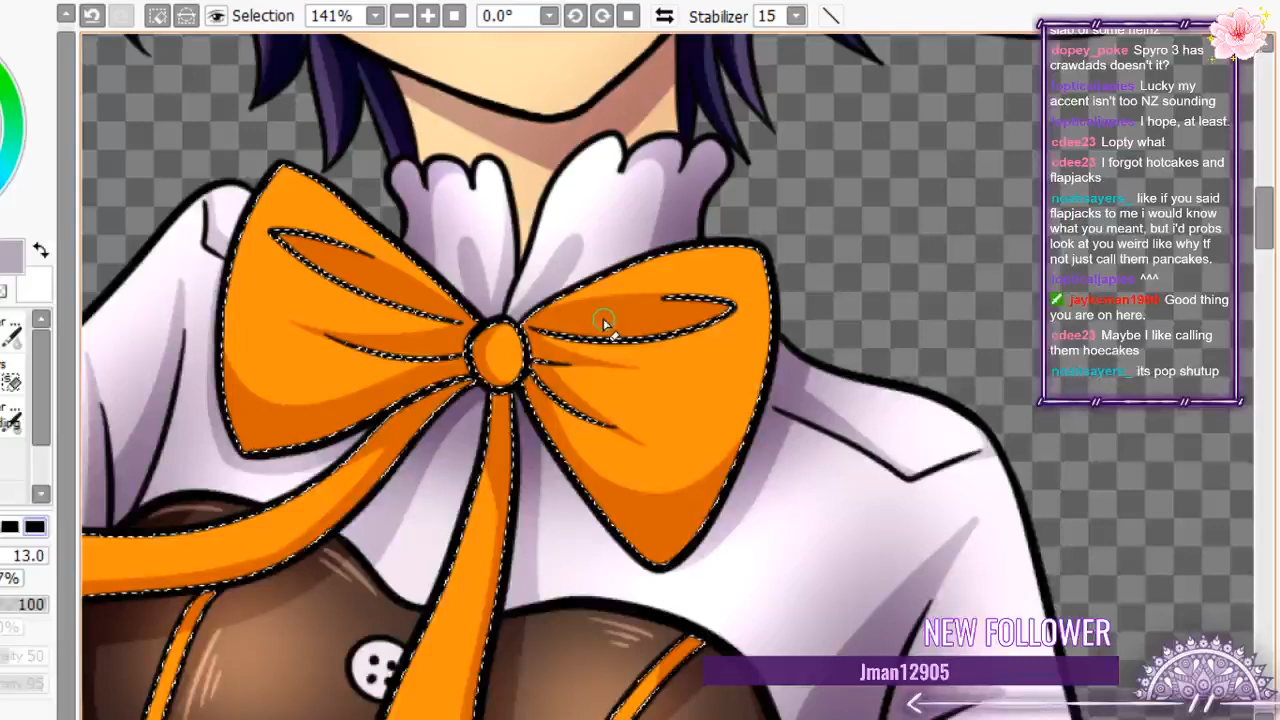 Selection
141%
0.0°
Stabilizer
15
13.0
100
50
dopey_poke Spyro 3 has
crawdads doesn't it?
Lucky my
accent isn't too NZ sounding
I hope, at least.
cdee23 Lopty what
cdee23 I forgot hotcakes and
flapjacks
like if you said
flapjacks to me i would know
what you meant, but i'd probs
look at you weird like why tf
not just call them pancakes.
^^^
Good thing
you are on here.
cdee23 Maybe I like calling
them hoecakes
its pop shutup
NEW FOLLOWER
Jman12905